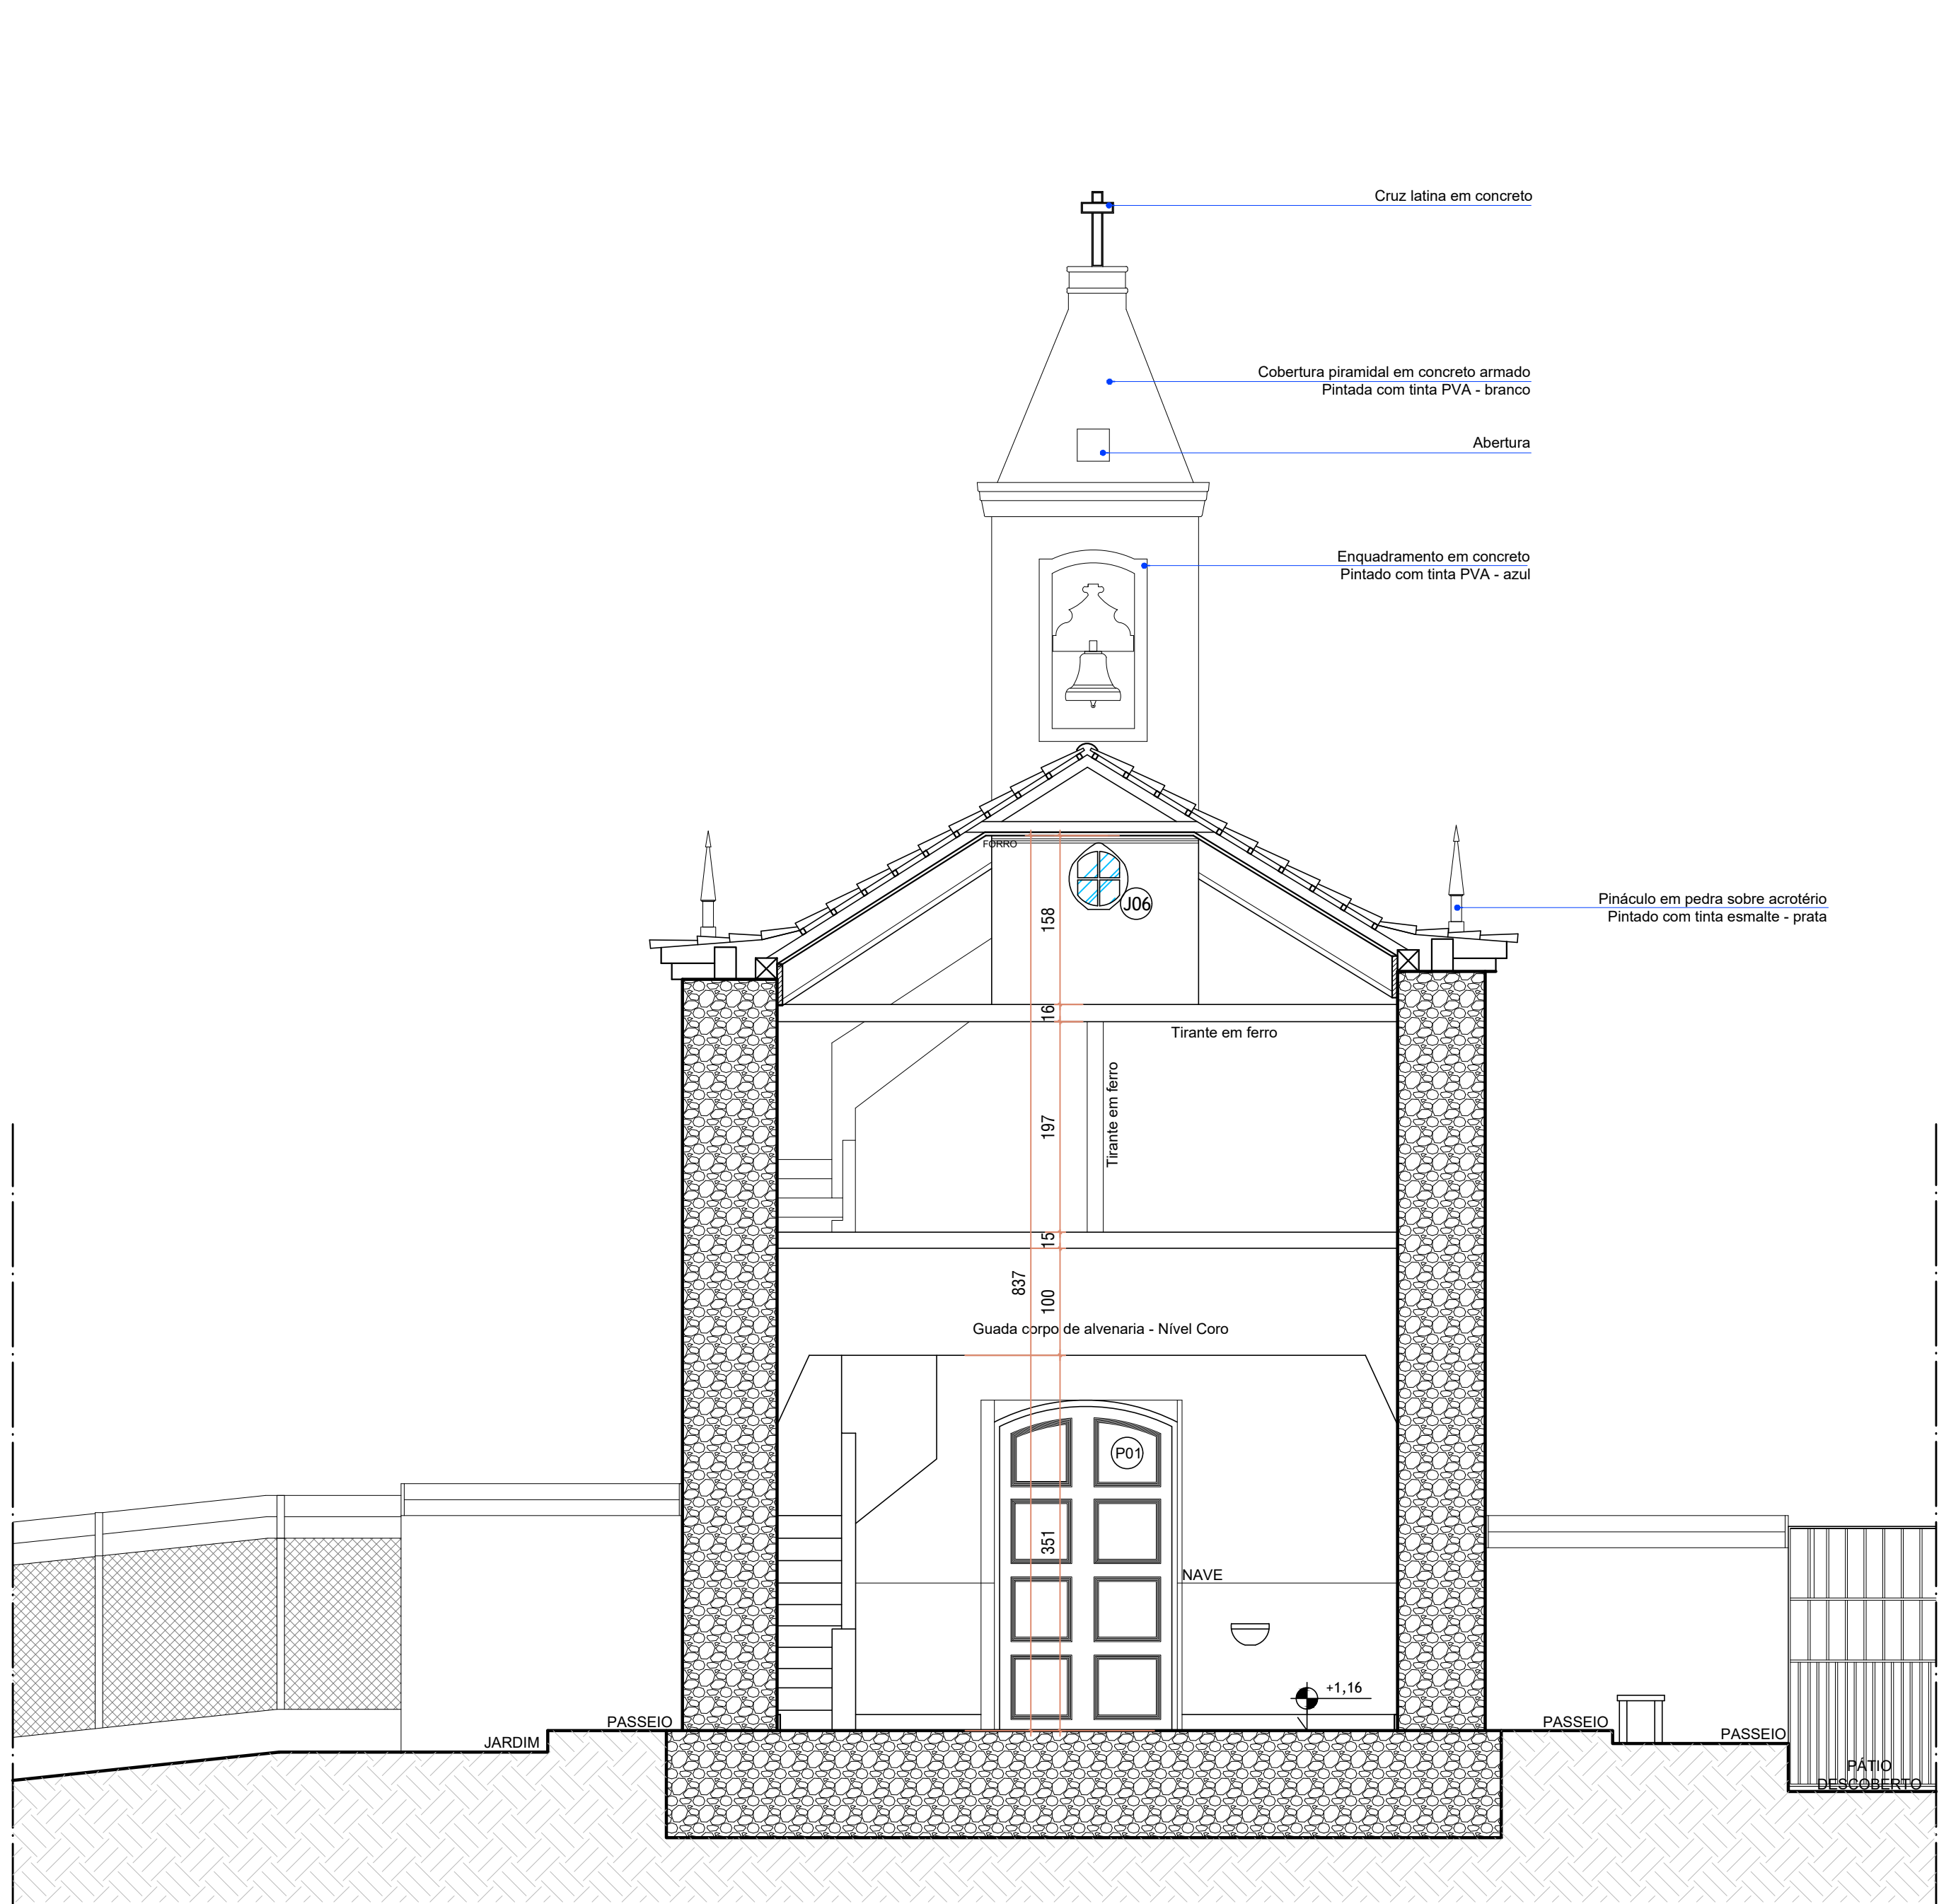 Cruz latina em concreto
Cobertura piramidal em concreto armado
Pintada com tinta PVA - branco
Abertura
Enquadramento em concreto
Pintado com tinta PVA - azul
FORRO
J06
158
Pináculo em pedra sobre acrotério
Pintado com tinta esmalte - prata
16
Tirante em ferro
197
Tirante em ferro
15
837
100
Guada corpo de alvenaria - Nível Coro
P01
351
NAVE
+1,16
PASSEIO
JARDIM
PASSEIO
PASSEIO
PÁTIO
DESCOBERTO